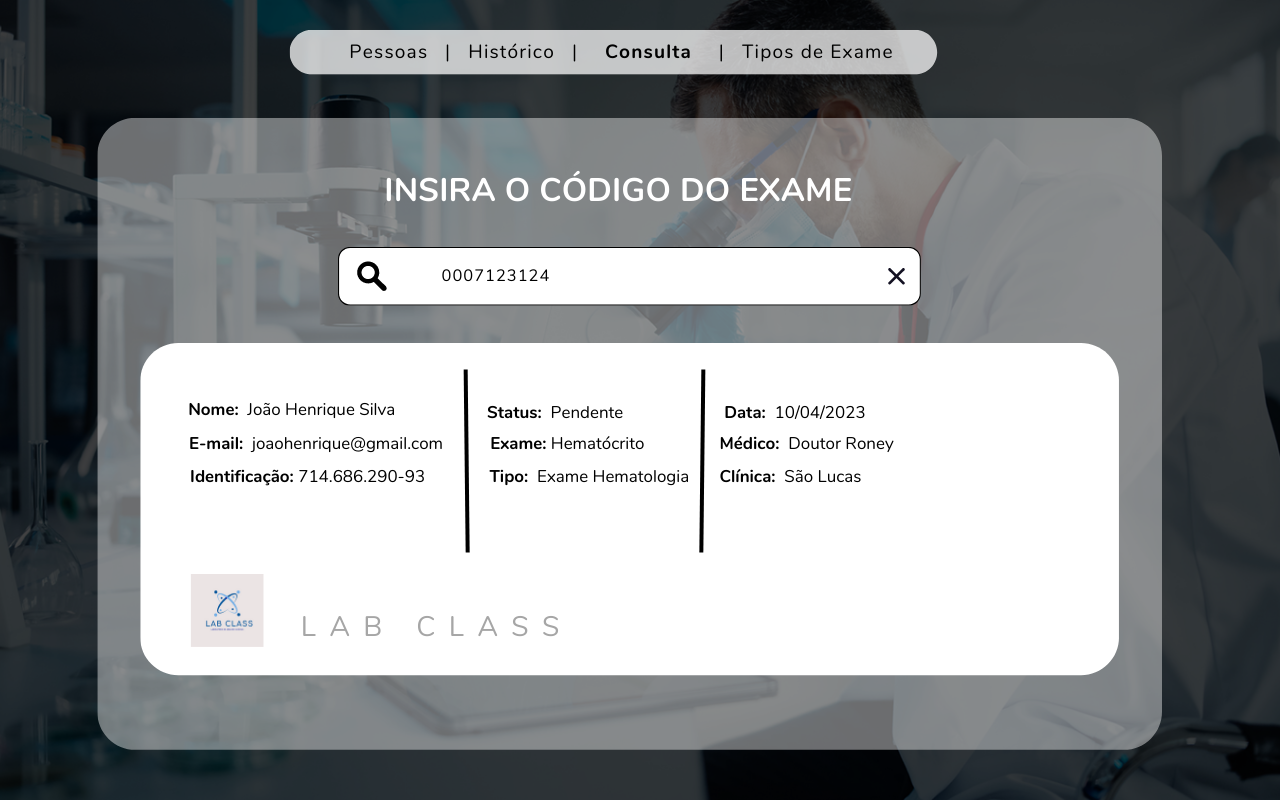 Pessoas | Histórico | Consulta | Tipos de Exame
INSIRA O CÓDIGO DO EXAME
0007123124
Nome: João Henrique Silva
E-mail: joaohenrique@gmail.com
Identificação: 714.686.290-93
Status: Pendente
Exame: Hematócrito
Tipo: Exame Hematologia
Data: 10/04/2023
Médico: Doutor Roney
Clínica: São Lucas
LAB CLASS
LAB CLASS